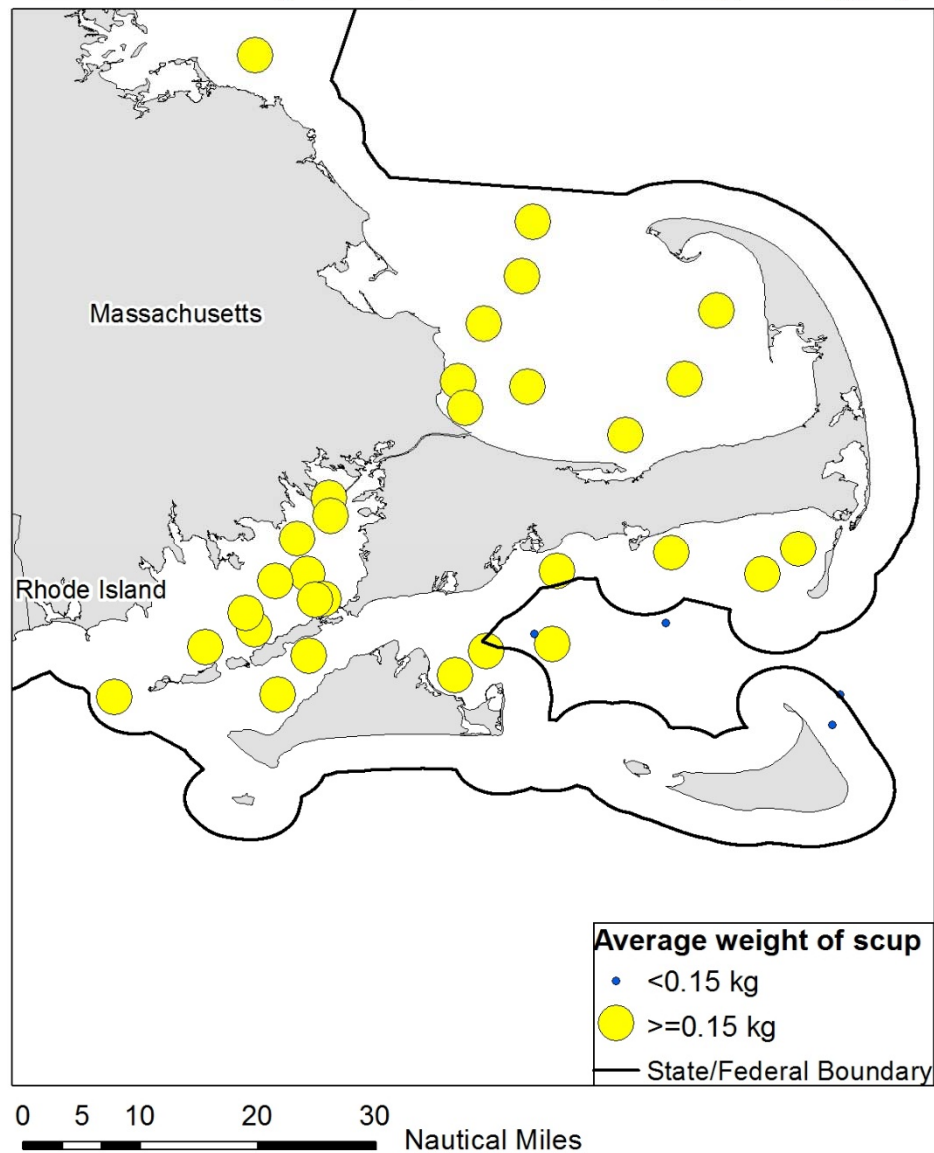 Massachusetts
Rhode Island
Average weight of scup
<0.15 kg
>=0.15 kg
State/Federal Boundary
0 5 10 20 30
Nautical Miles